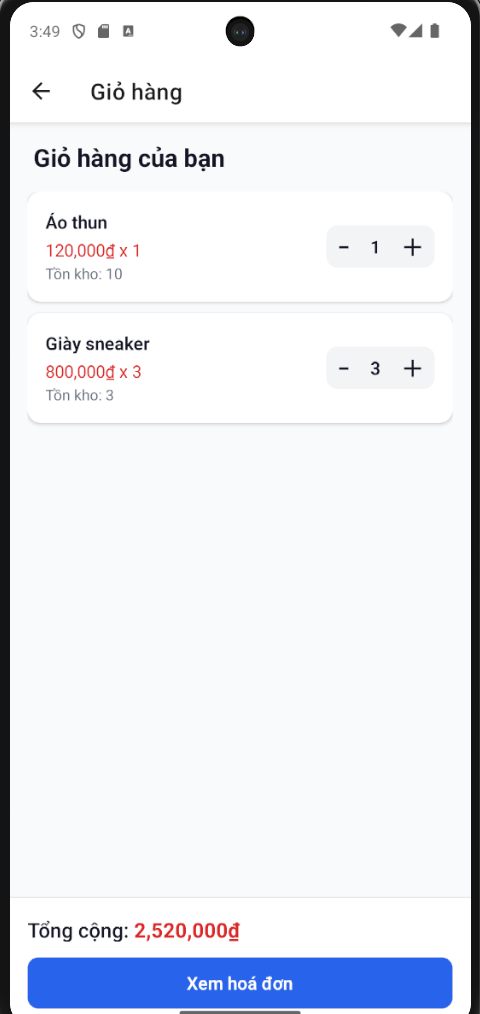 3:49
Giỏ hàng
Giỏ hàng của bạn
Áo thun
120,000₫ x 1
Tồn kho: 10
- 1 +
Giày sneaker
800,000₫ x 3
Tồn kho: 3
- 3 +
Tổng cộng: 2,520,000₫
Xem hoá đơn